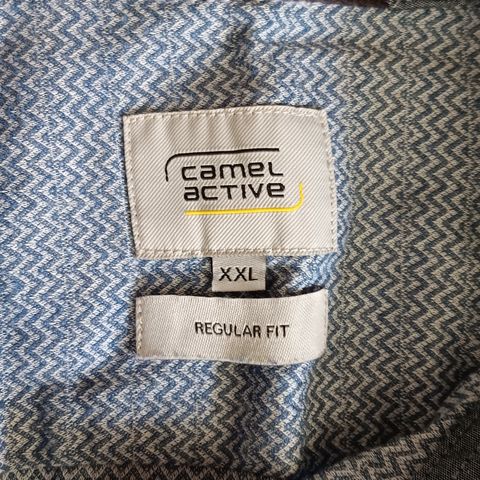 camel
active
XXL
REGULAR FIT